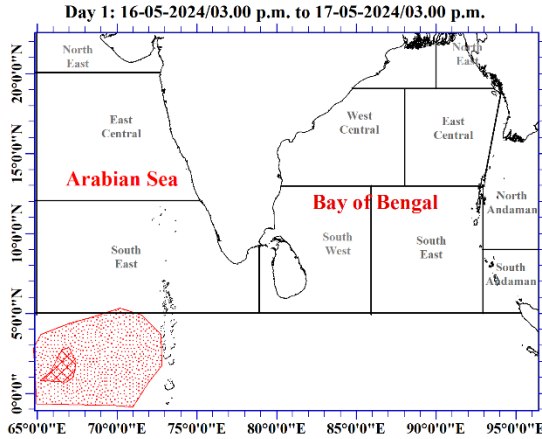 Day 1: 16-05-2024/03.00 p.m. to 17-05-2024/03.00 p.m.
North
East
North
East
20°0'0"N
East
Central
West
Central
East
Central
15°0'0"N
Arabian Sea
Bay of Bengal
North
Andaman
10°0'0"N
South
East
South
West
South
East
South
Andaman
5°0'0"N
0°0'0"
65°0'0"E 70°0'0"E 75°0'0"E 80°0'0"E 85°0'0"E 90°0'0"E 95°0'0"E